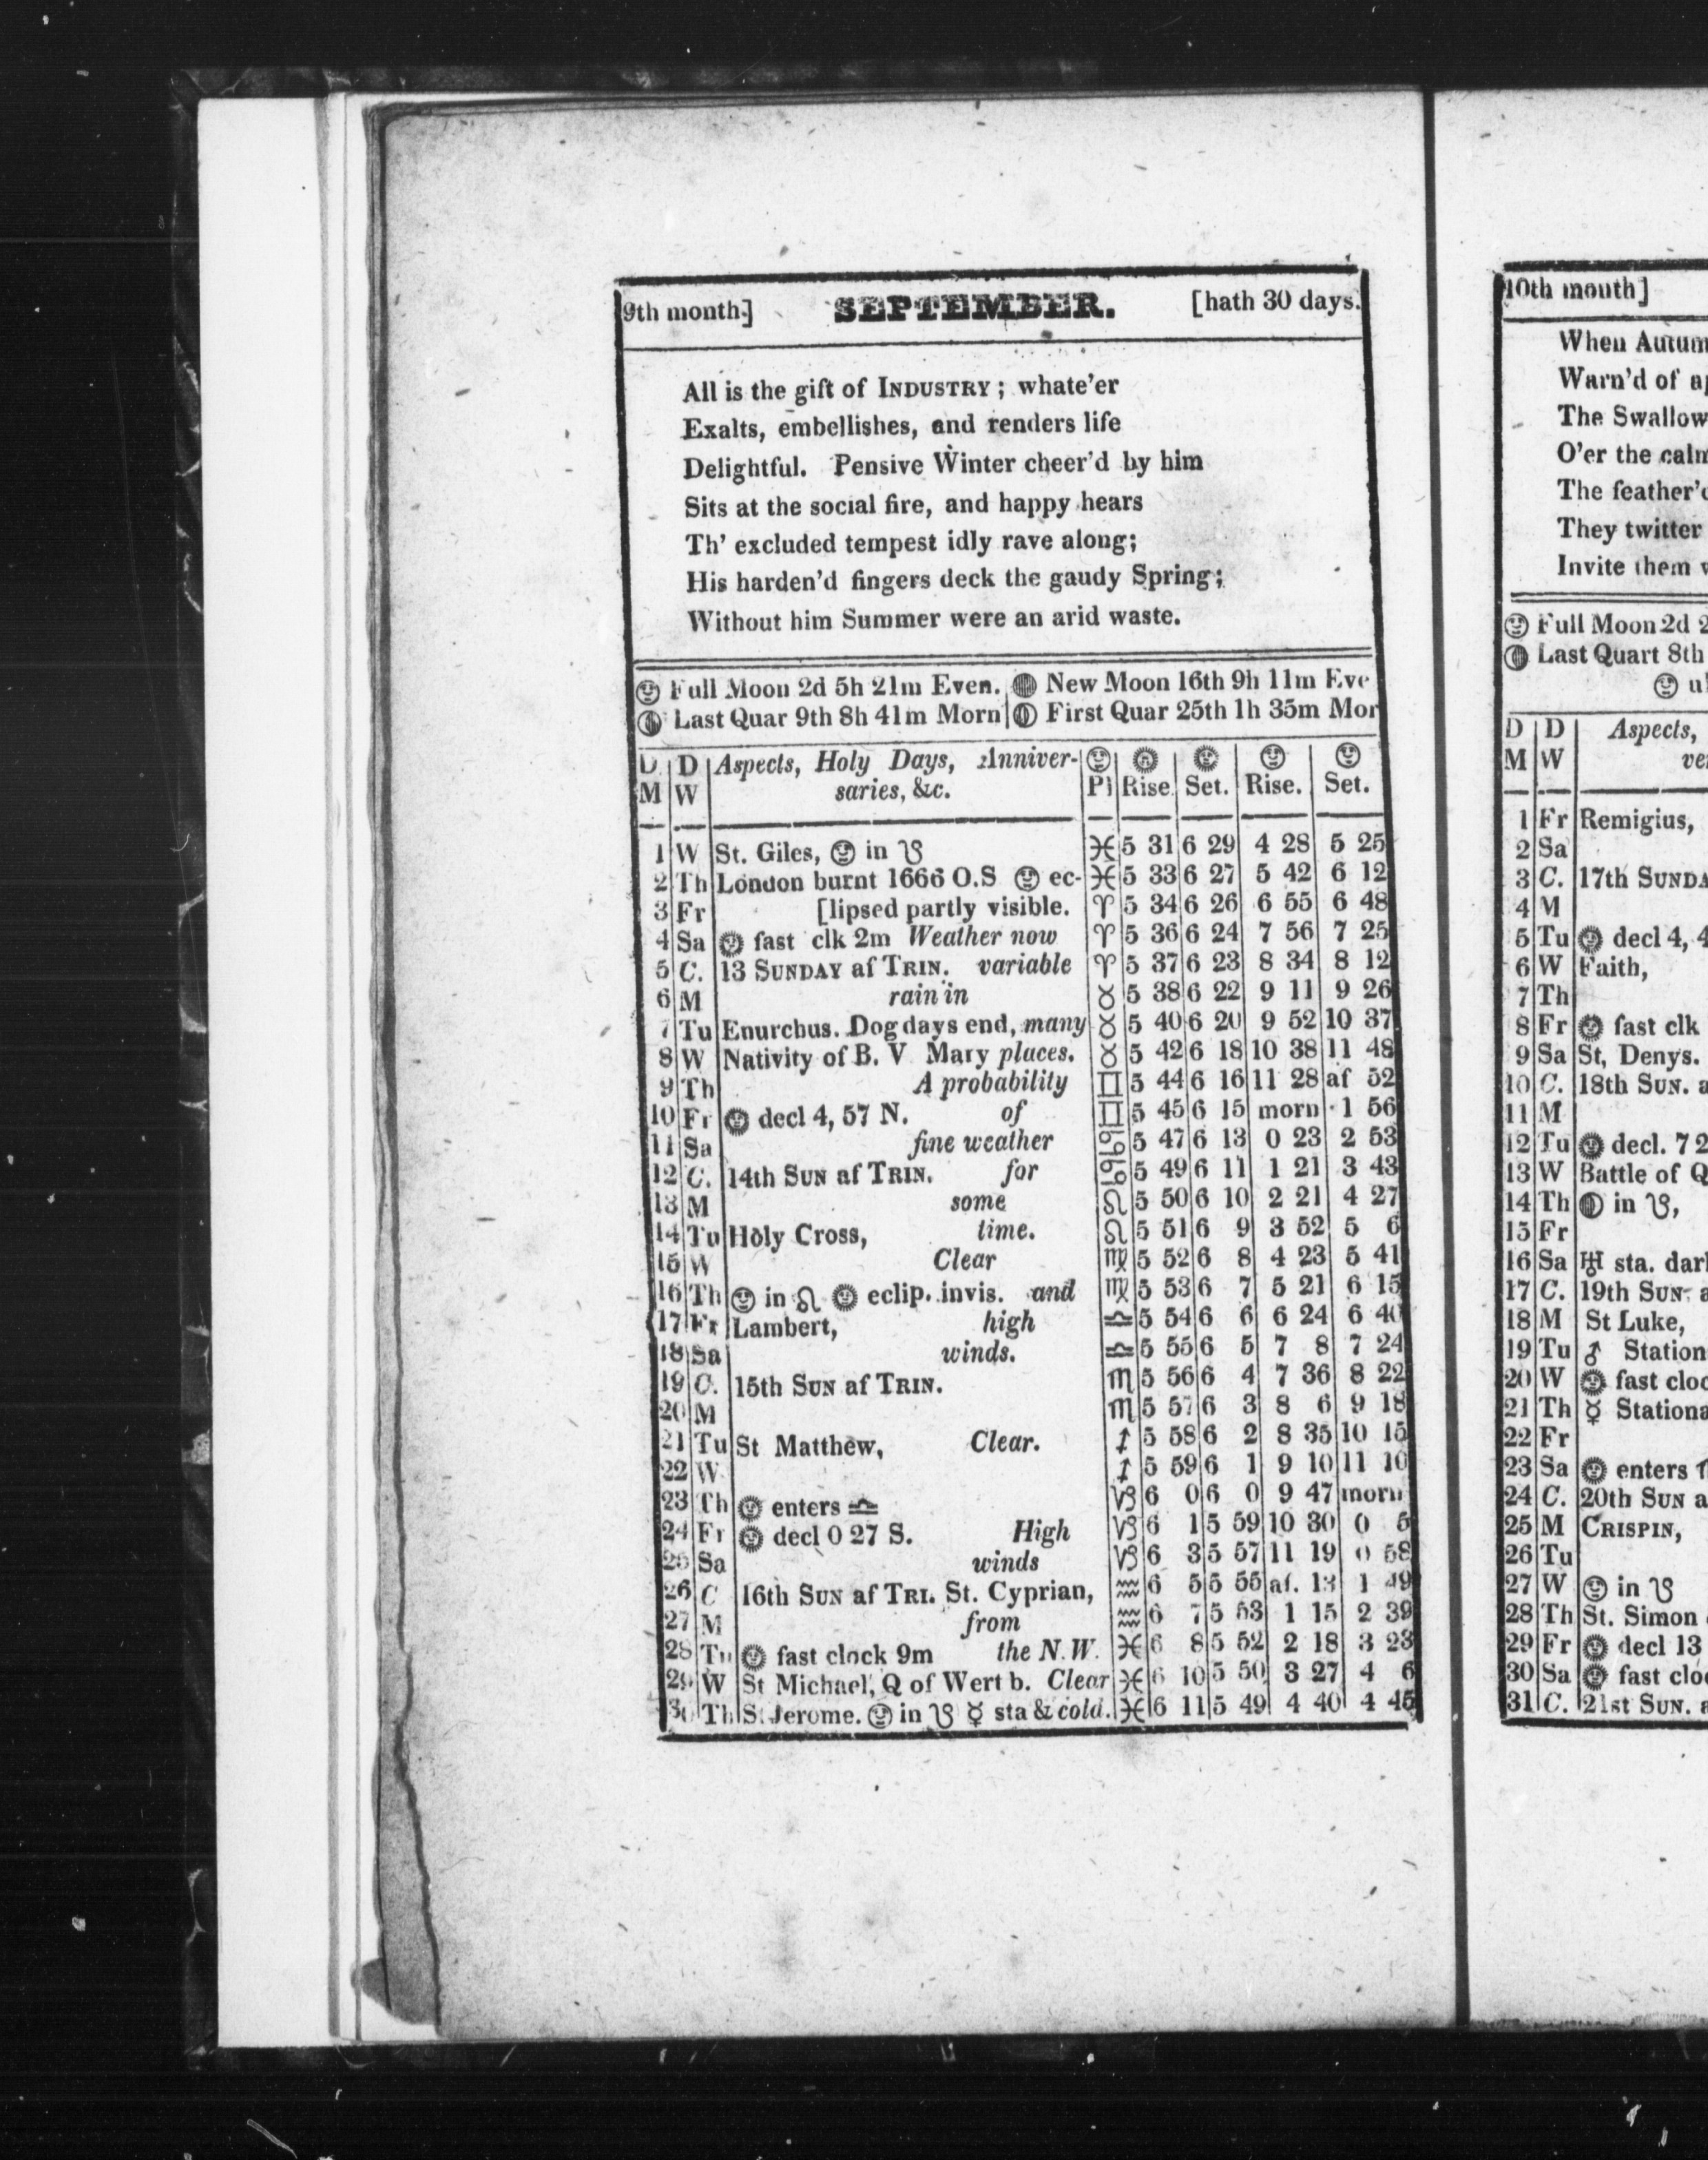 9th month.] SEPTEMBER. [hath 30 days.
All is the gift of INDUSTRY; whate'er
Exalts, embellishes, and renders life
Delightful. Pensive Winter cheer'd by him
Sits at the social fire, and happy hears
Th' excluded tempest idly rave along;
His harden'd fingers deck the gaudy Spring;
Without him Summer were an arid waste.
Full Moon 2d 5h 21m Even. New Moon 16th 9h 11m Eve
Last Quar 9th 8h 41m Morn First Quar 25th 1h 35m Mor
D. D Aspects, Holy Days, Anniver- ☉ ☉
M W saries, &c. Pl Rise. Set. Rise. Set.
1 W St. Giles, in ☋ ♓ 5 31 6 29 4 28 5 25
2 Th London burnt 1666 O.S ec- ♓ 5 33 6 27 5 42 6 12
3 Fr [lipsed partly visible. ♈ 5 34 6 26 6 55 6 48
4 Sa ☉ fast clk 2m Weather now ♈ 5 36 6 24 7 56 7 25
5 C. 13 SUNDAY af TRIN. variable ♈ 5 37 6 23 8 34 8 12
6 M rain in ♉ 5 38 6 22 9 11 9 26
7 Tu Enurchus. Dog days end, many ♉ 5 40 6 20 9 52 10 37
8 W Nativity of B. V Mary places. ♉ 5 42 6 18 10 38 11 48
9 Th A probability ♊ 5 44 6 16 11 28 af 52
10 Fr ☉ decl 4, 57 N. of ♊ 5 45 6 15 morn 1 56
11 Sa fine weather ♋ 5 47 6 13 0 23 2 53
12 C. 14th SUN af TRIN. for ♋ 5 49 6 11 1 21 3 43
13 M some ♌ 5 50 6 10 2 21 4 27
14 Tu Holy Cross, time. ♌ 5 51 6 9 3 52 5 6
15 W Clear ♍ 5 52 6 8 4 23 5 41
16 Th in ☊ ☉ eclip. invis. and ♍ 5 53 6 7 5 21 6 15
17 Fr Lambert, high ♎ 5 54 6 6 6 24 6 40
18 Sa winds. ♎ 5 55 6 5 7 8 7 24
19 C. 15th SUN af TRIN. ♏ 5 56 6 4 7 36 8 22
20 M ♏ 5 57 6 3 8 6 9 18
21 Tu St Matthew, Clear. ♐ 5 58 6 2 8 35 10 15
22 W ♐ 5 59 6 1 9 10 11 10
23 Th ☉ enters ♎ ♑ 6 0 6 0 9 47 morn
24 Fr ☉ decl 0 27 S. High ♑ 6 1 5 59 10 30 0 5
25 Sa winds ♑ 6 3 5 57 11 19 0 58
26 C 16th SUN af TRI. St. Cyprian, ♒ 6 5 5 55 af. 13 1 49
27 M from ♒ 6 7 5 53 1 15 2 39
28 Tu ☉ fast clock 9m the N.W. ♓ 6 8 5 52 2 18 3 23
29 W St Michael, Q of Wert b. Clear ♓ 6 10 5 50 3 27 4 6
30 Th St Jerome. in ☋ ☿ sta & cold. ♓ 6 11 5 49 4 40 4 45
10th month]
When Autum
Warn'd of
The Swallow
O'er the calm
The feather'd
They twitter
Invite them
Full Moon 2d 2
Last Quart 8th
D D Aspects,
M W ve
1 Fr Remigius,
2 Sa
3 C. 17th SUNDA
4 M
5 Tu ☉ decl 4, 4
6 W Faith,
7 Th
8 Fr ☉ fast clk
9 Sa St, Denys.
10 C. 18th SUN. a
11 M
12 Tu ☉ decl. 7 2
13 W Battle of Q
14 Th in ☋,
15 Fr
16 Sa ♅ sta. dark
17 C. 19th SUN. a
18 M St Luke,
19 Tu ♂ Station
20 W ☉ fast cloc
21 Th ☿ Stationa
22 Fr
23 Sa ☉ enters
24 C. 20th SUN a
25 M CRISPIN,
26 Tu
27 W in ☋
28 Th St. Simon
29 Fr ☉ decl 13
30 Sa ☉ fast cloc
31 C. 21st SUN. a